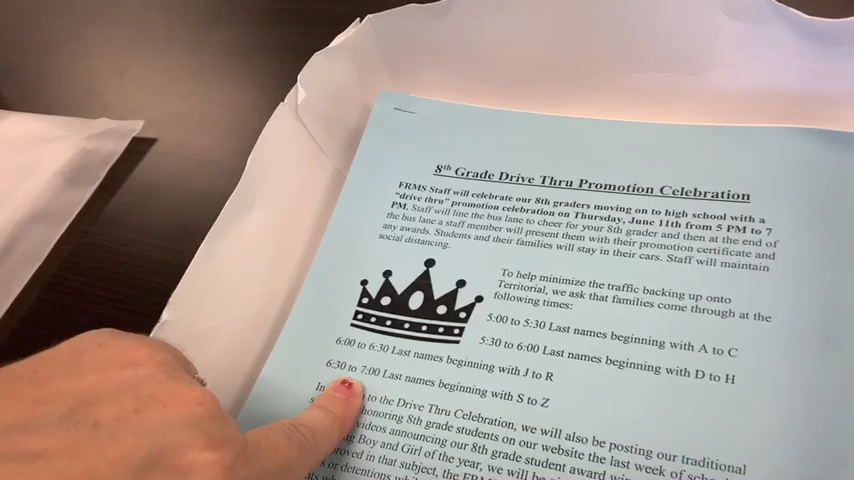 8th Grade Drive Thru Promotion Celebration
FRMS Staff will celebrate our 8th graders moving on to high school with a
"drive thru" promotion celebration on Thursday, June 11th from 5 PM to 7
PM. Staff will line the bus lane to cheer for your 8th grader and then at the end of
the bus lane a staff member will present them with their promotion certificate and
any awards. Students and their families will stay in their cars. Staff will maintain
social distancing.
To help minimize the traffic backing up onto
Territorial, we ask that families come through at the
following times:
5:00 to 5:30 Last names beginning with A to C
5:30 to 6:00 Last names beginning with D to H
6:00 to 6:30 Last names beginning with J to R
6:30 to 7:00 Last names beginning with S to Z
to the Drive Thru Celebration, we will also be posting our traditional
honoring 8th grade students on our website the last week of
videos announcing our 8th grade student award
Boy and Girl of the year, we will be
in that subject, the
or detentions